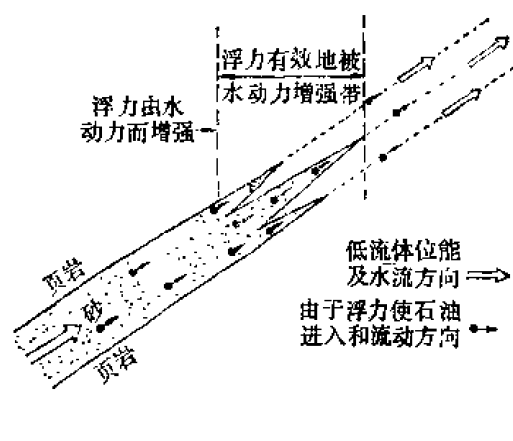 浮力有效地被
水动力增强带
浮力由水
动力而增强
页岩
砂
页岩
低流体位能
及水流方向
由于浮力使石油
进入和流动方向